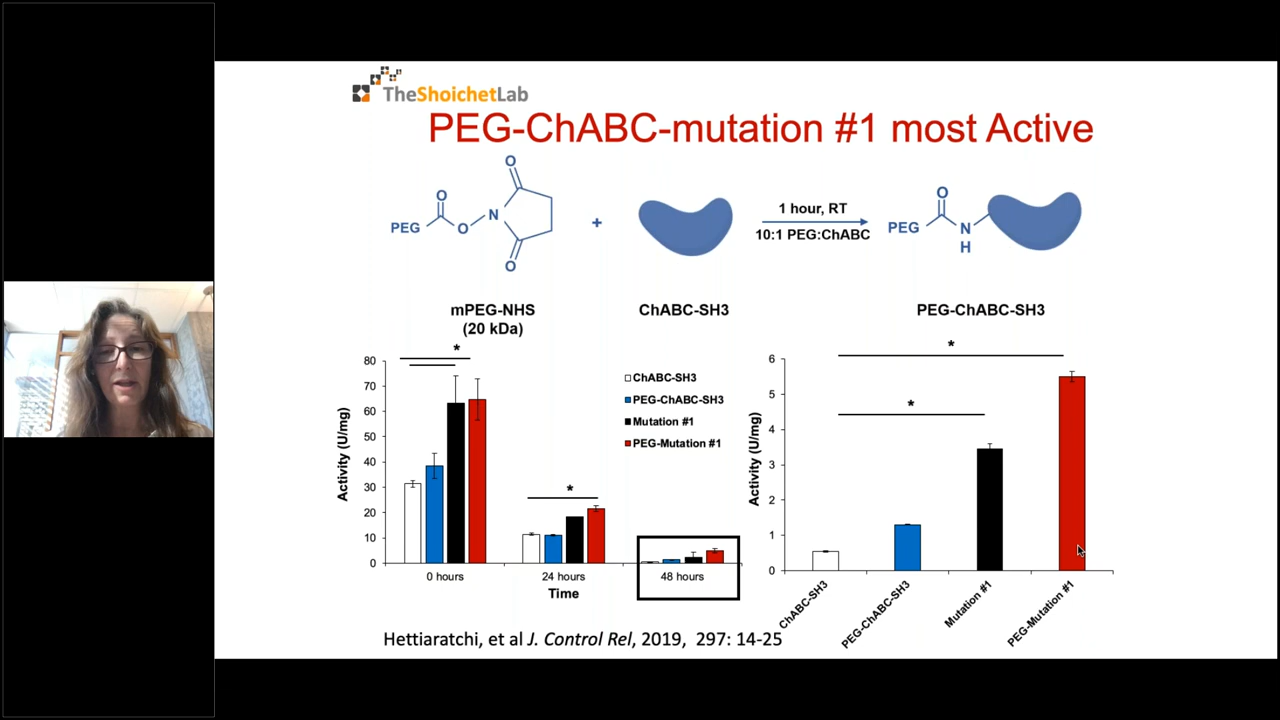 TheShoichetLab
PEG-ChABC-mutation #1 most Active
O
O
PEG
O
N
O
+
1 hour, RT
10:1 PEG:ChABC
O
PEG
N
H
mPEG-NHS
(20 kDa)
ChABC-SH3
PEG-ChABC-SH3
Activity (U/mg)
80
70
60
50
40
30
20
10
0
*
*
0 hours
24 hours
48 hours
Time
ChABC-SH3
PEG-ChABC-SH3
Mutation #1
PEG-Mutation #1
Activity (U/mg)
6
5
4
3
2
1
0
*
*
ChABC-SH3
PEG-ChABC-SH3
Mutation #1
PEG-Mutation #1
Hettiaratchi, et al J. Control Rel, 2019, 297: 14-25